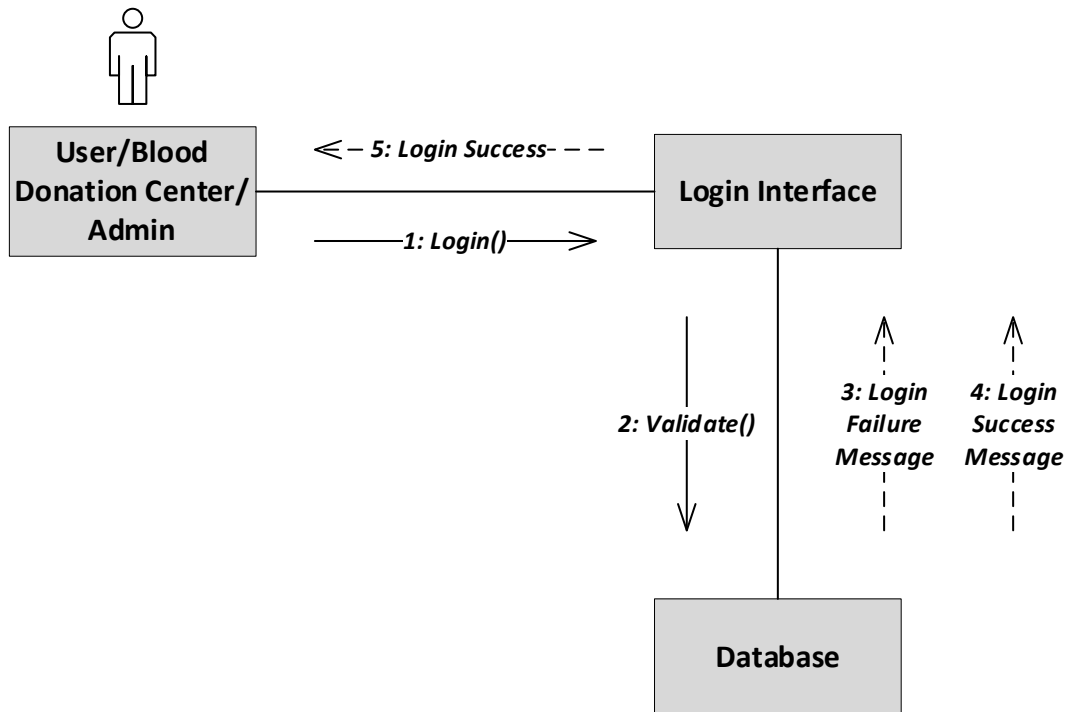 User/Blood
Donation Center/
Admin
5: Login Success
1: Login()
Login Interface
2: Validate()
3: Login
Failure
Message
4: Login
Success
Message
Database